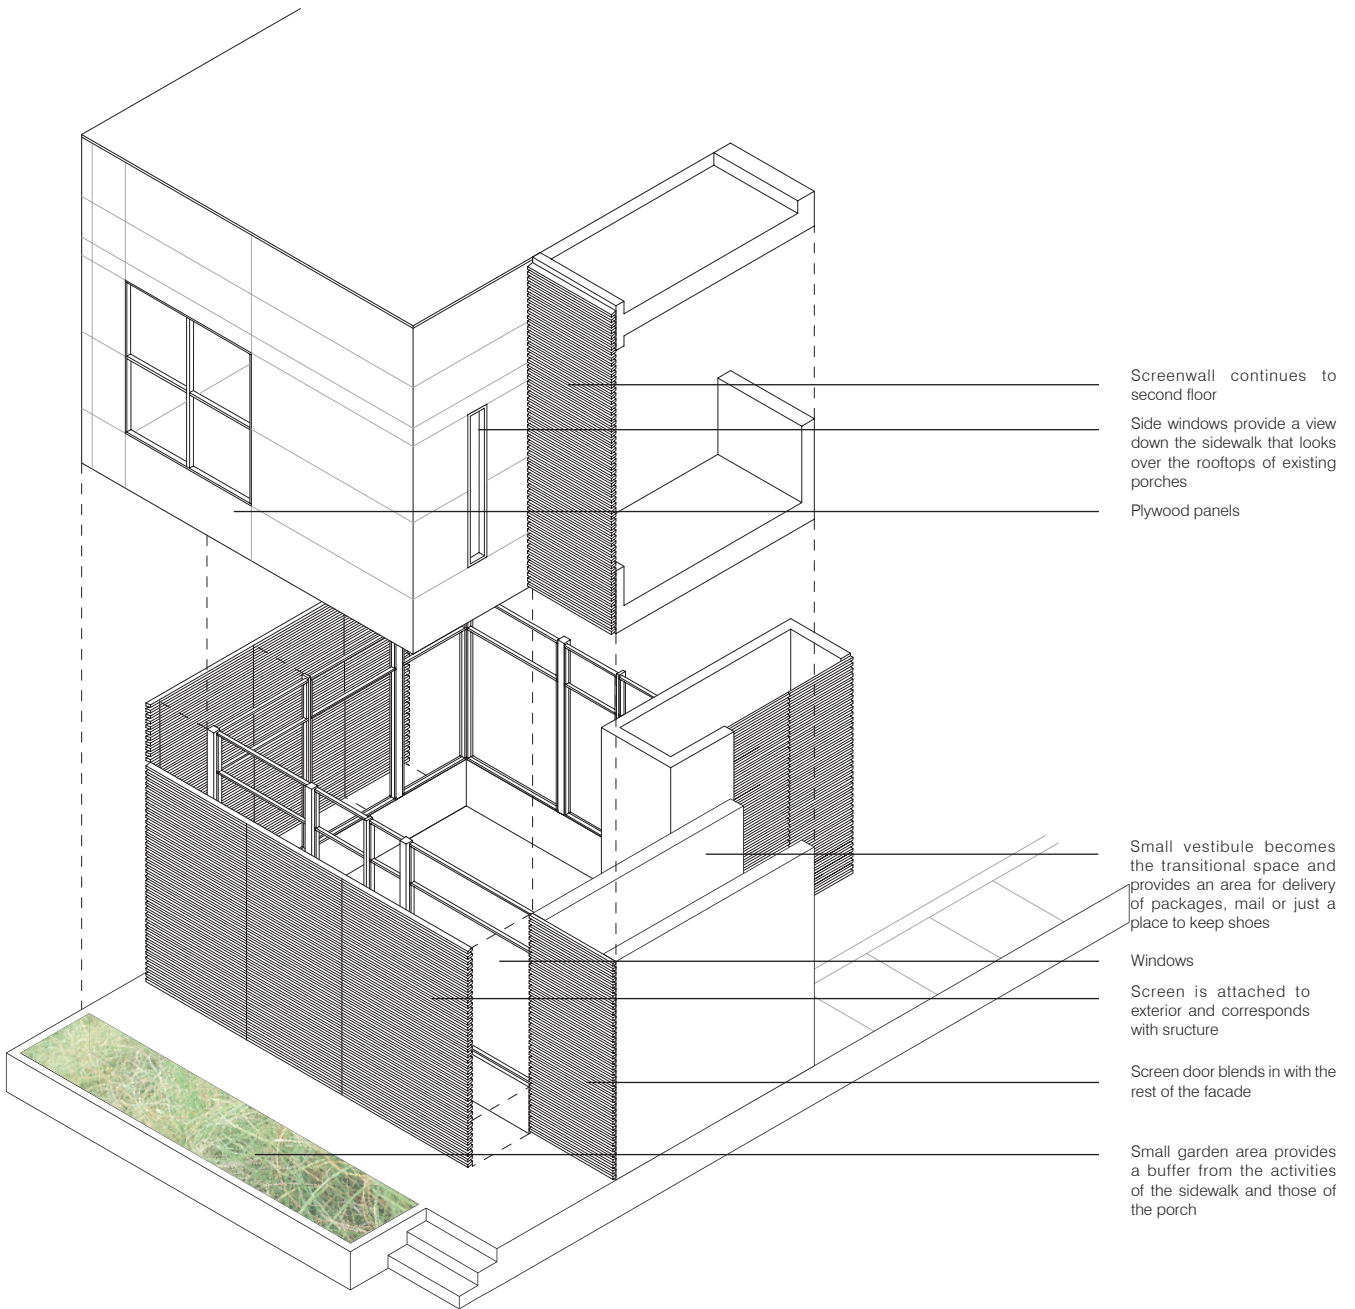 Screenwall continues to
second floor
Side windows provide a view
down the sidewalk that looks
over the rooftops of existing
porches
Plywood panels
Small vestibule becomes
the transitional space and
provides an area for delivery
of packages, mail or just a
place to keep shoes
Windows
Screen is attached to
exterior and corresponds
with sructure
Screen door blends in with the
rest of the facade
Small garden area provides
a buffer from the activities
of the sidewalk and those of
the porch